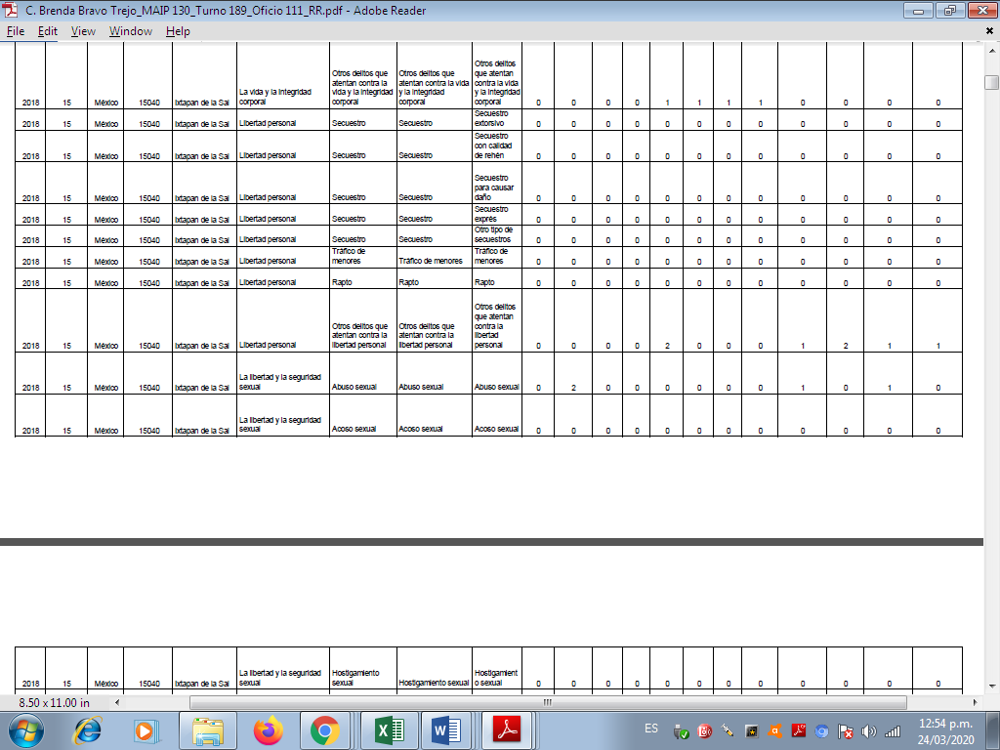 C. Brenda Bravo Trejo_MAIP 130_Turno 189_Oficio 111_RR.pdf - Adobe Reader
File Edit View Window Help
2018 15 México 15040 Ixtapan de la Sal La vida y la Integridad corporal Otros delitos que atentan contra la vida y la Integridad corporal Otros delitos que atentan contra la vida y la Integridad corporal Otros delitos que atentan contra la vida y la Integridad corporal 0 0 0 0 1 1 1 1 0 0 0 0
2018 15 México 15040 Ixtapan de la Sal Libertad personal Secuestro Secuestro Secuestro extorsivo 0 0 0 0 0 0 0 0 0 0 0 0
2018 15 México 15040 Ixtapan de la Sal Libertad personal Secuestro Secuestro Secuestro con calidad de rehén 0 0 0 0 0 0 0 0 0 0 0 0
2018 15 México 15040 Ixtapan de la Sal Libertad personal Secuestro Secuestro Secuestro para causar daño 0 0 0 0 0 0 0 0 0 0 0 0
2018 15 México 15040 Ixtapan de la Sal Libertad personal Secuestro Secuestro Secuestro exprés 0 0 0 0 0 0 0 0 0 0 0 0
2018 15 México 15040 Ixtapan de la Sal Libertad personal Secuestro Secuestro Otro tipo de secuestros 0 0 0 0 0 0 0 0 0 0 0 0
2018 15 México 15040 Ixtapan de la Sal Libertad personal Tráfico de menores Tráfico de menores Tráfico de menores 0 0 0 0 0 0 0 0 0 0 0 0
2018 15 México 15040 Ixtapan de la Sal Libertad personal Rapto Rapto Rapto 0 0 0 0 0 0 0 0 0 0 0 0
2018 15 México 15040 Ixtapan de la Sal Libertad personal Otros delitos que atentan contra la libertad personal Otros delitos que atentan contra la libertad personal Otros delitos que atentan contra la libertad personal 0 0 0 0 2 0 0 0 1 2 1 1
2018 15 México 15040 Ixtapan de la Sal La libertad y la seguridad sexual Abuso sexual Abuso sexual Abuso sexual 0 2 0 0 0 0 0 0 1 0 1 0
2018 15 México 15040 Ixtapan de la Sal La libertad y la seguridad sexual Acoso sexual Acoso sexual Acoso sexual 0 0 0 0 0 0 0 0 0 0 0 0
2018 15 México 15040 Ixtapan de la Sal La libertad y la seguridad sexual Hostigamiento sexual Hostigamiento sexual Hostigamient o sexual 0 0 0 0 0 0 0 0 0 0 0 0
8.50 x 11.00 in
ES 12:54 p.m.
24/03/2020